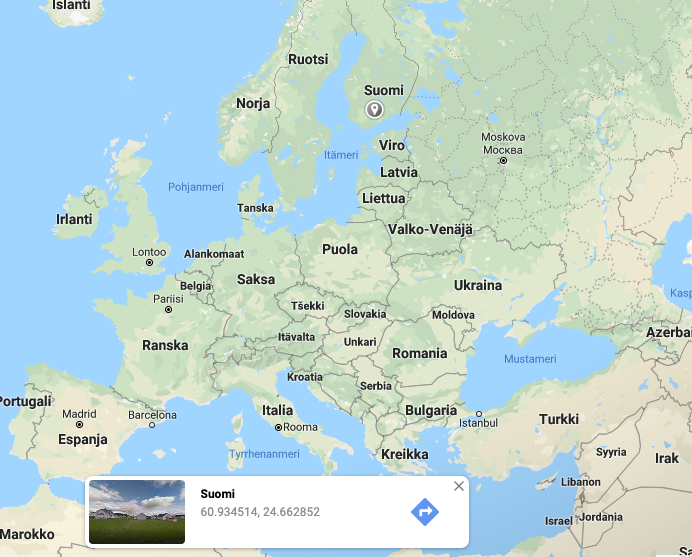 Islanti
Ruotsi
Suomi
Norja
Viro
Moskova
Москва
Itämeri
Latvia
Pohjanmeri
Liettua
Tanska
Irlanti
Valko-Venäjä
Puola
Lontoo
Alankomaat
Saksa
Belgia
Ukraina
Pariisi
Tšekki
Slovakia
Moldova
Itävalta
Unkari
Ranska
Romania
Azerbai
Mustameri
Kroatia
Serbia
Portugali
Madrid
Barcelona
Italia
Bulgaria
Istanbul
Turkki
Rooma
Espanja
Tyrrhenanmeri
Kreikka
Syyria
Irak
Libanon
Israel
Jordania
Marokko
Suomi
60.934514, 24.662852